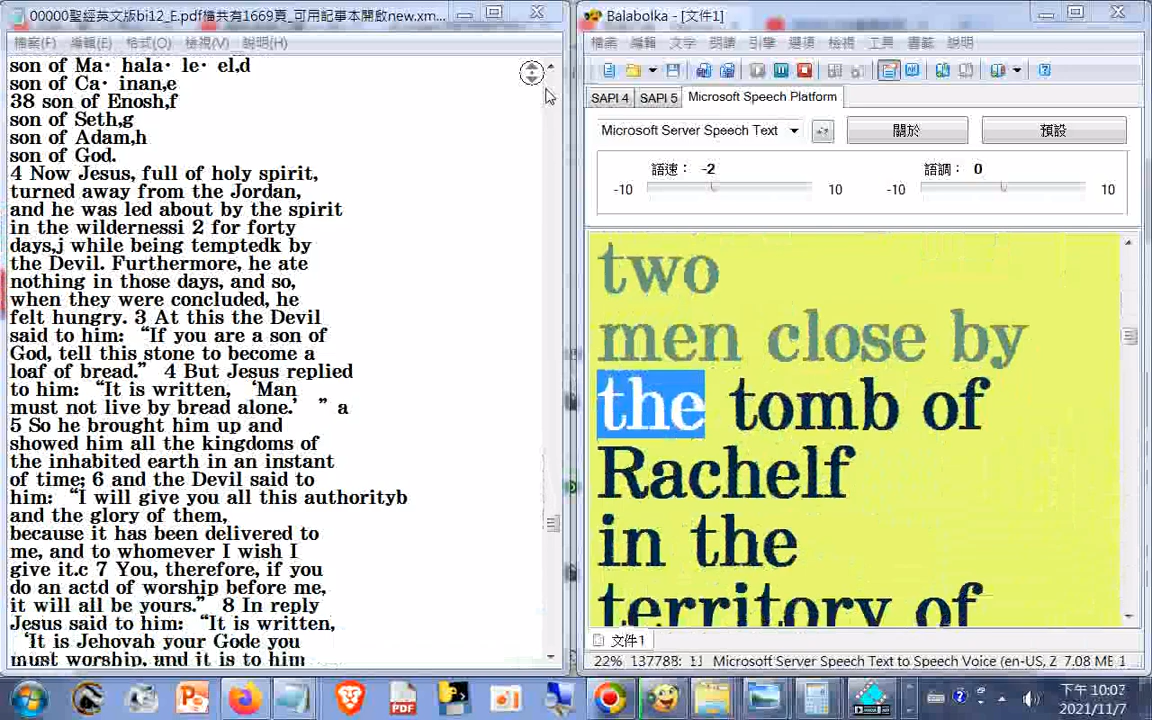 00000聖經英文版bi12_E.pdf檔共有1669頁_可用記事本開啟new.xm...
檔案(F) 編輯(E) 格式(O) 檢視(V) 說明(H)
son of Ma· hala· le· el,d
son of Ca· inan,e
38 son of Enosh,f
son of Seth,g
son of Adam,h
son of God.
4 Now Jesus, full of holy spirit,
turned away from the Jordan,
and he was led about by the spirit
in the wildernessi 2 for forty
days,j while being temptedk by
the Devil. Furthermore, he ate
nothing in those days, and so,
when they were concluded, he
felt hungry. 3 At this the Devil
said to him: “If you are a son of
God, tell this stone to become a
loaf of bread.” 4 But Jesus replied
to him: “It is written, ‘Man
must not live by bread alone.’ ” a
5 So he brought him up and
showed him all the kingdoms of
the inhabited earth in an instant
of time; 6 and the Devil said to
him: “I will give you all this authorityb
and the glory of them,
because it has been delivered to
me, and to whomever I wish I
give it.c 7 You, therefore, if you
do an actd of worship before me,
it will all be yours.” 8 In reply
Jesus said to him: “It is written,
‘It is Jehovah your Gode you
must worship, and it is to him
Balabolka - [文件1]
檔案 編輯 文字 朗讀 引擎 選項 檢視 工具 書籤 說明
SAPI 4 SAPI 5 Microsoft Speech Platform
Microsoft Server Speech Text 關於 預設
語速： -2 語調： 0
-10 10 -10 10
two
men close by
the tomb of
Rachelf
in the
territory of
文件1
22% 137788: 1 Microsoft Server Speech Text to Speech Voice (en-US, Z 7.08 MB 1
PDF
下午 10:07
2021/11/7